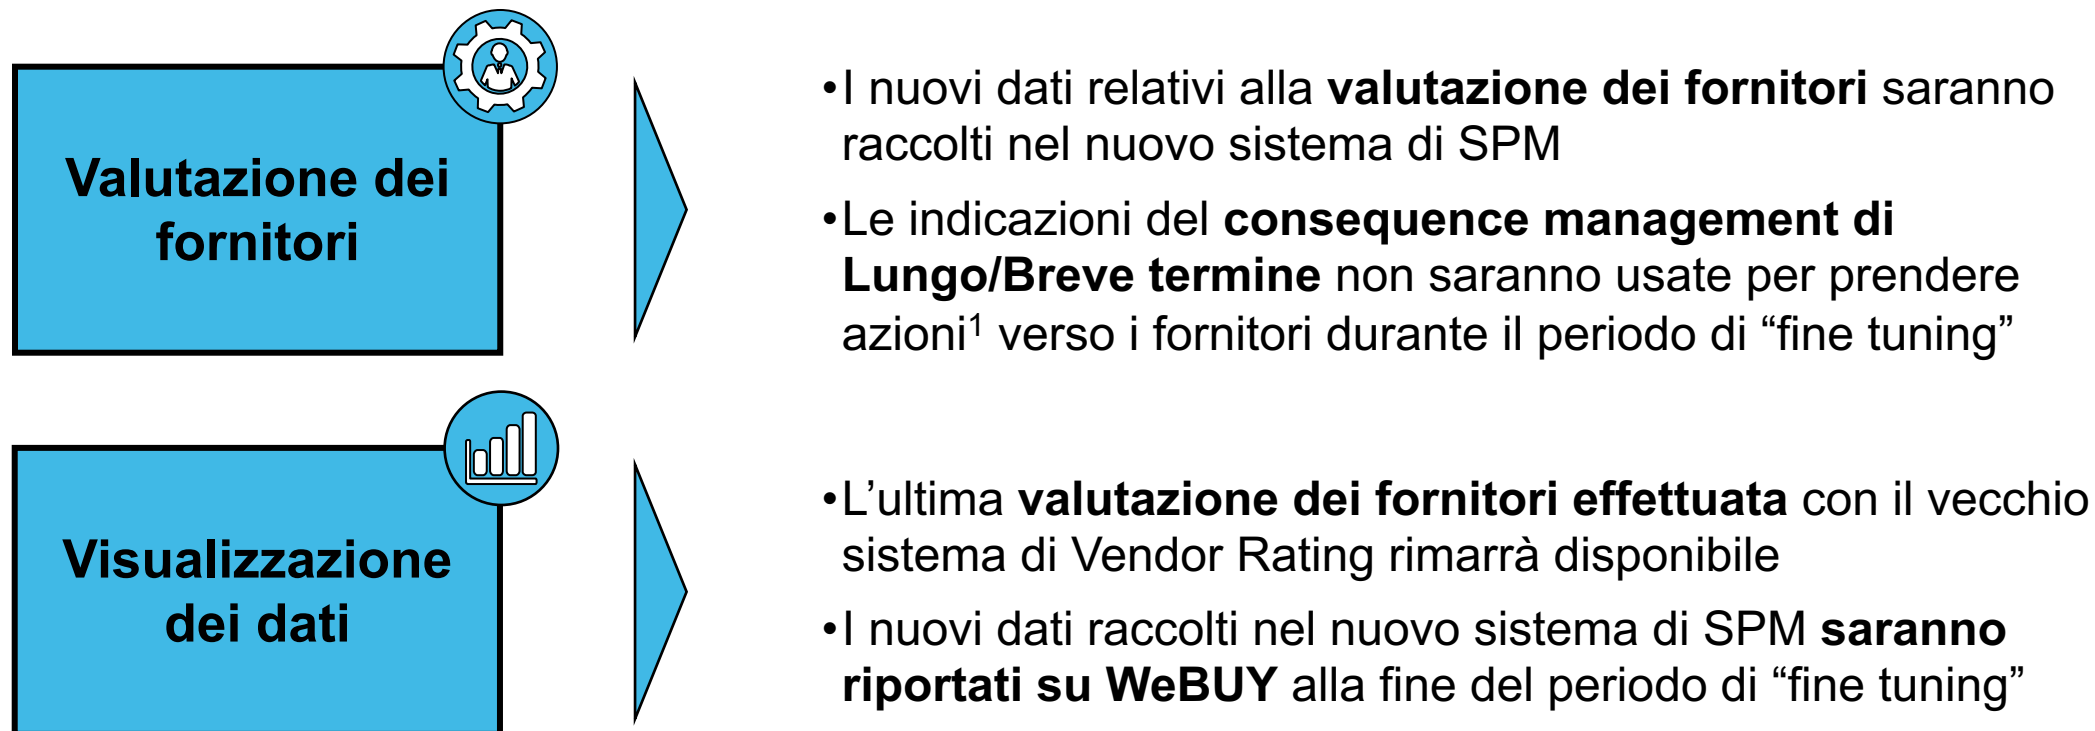 Valutazione dei
fornitori
•I nuovi dati relativi alla valutazione dei fornitori saranno
raccolti nel nuovo sistema di SPM
•Le indicazioni del consequence management di
Lungo/Breve termine non saranno usate per prendere
azioni¹ verso i fornitori durante il periodo di “fine tuning”
Visualizzazione
dei dati
•L’ultima valutazione dei fornitori effettuata con il vecchio
sistema di Vendor Rating rimarrà disponibile
•I nuovi dati raccolti nel nuovo sistema di SPM saranno
riportati su WeBUY alla fine del periodo di “fine tuning”